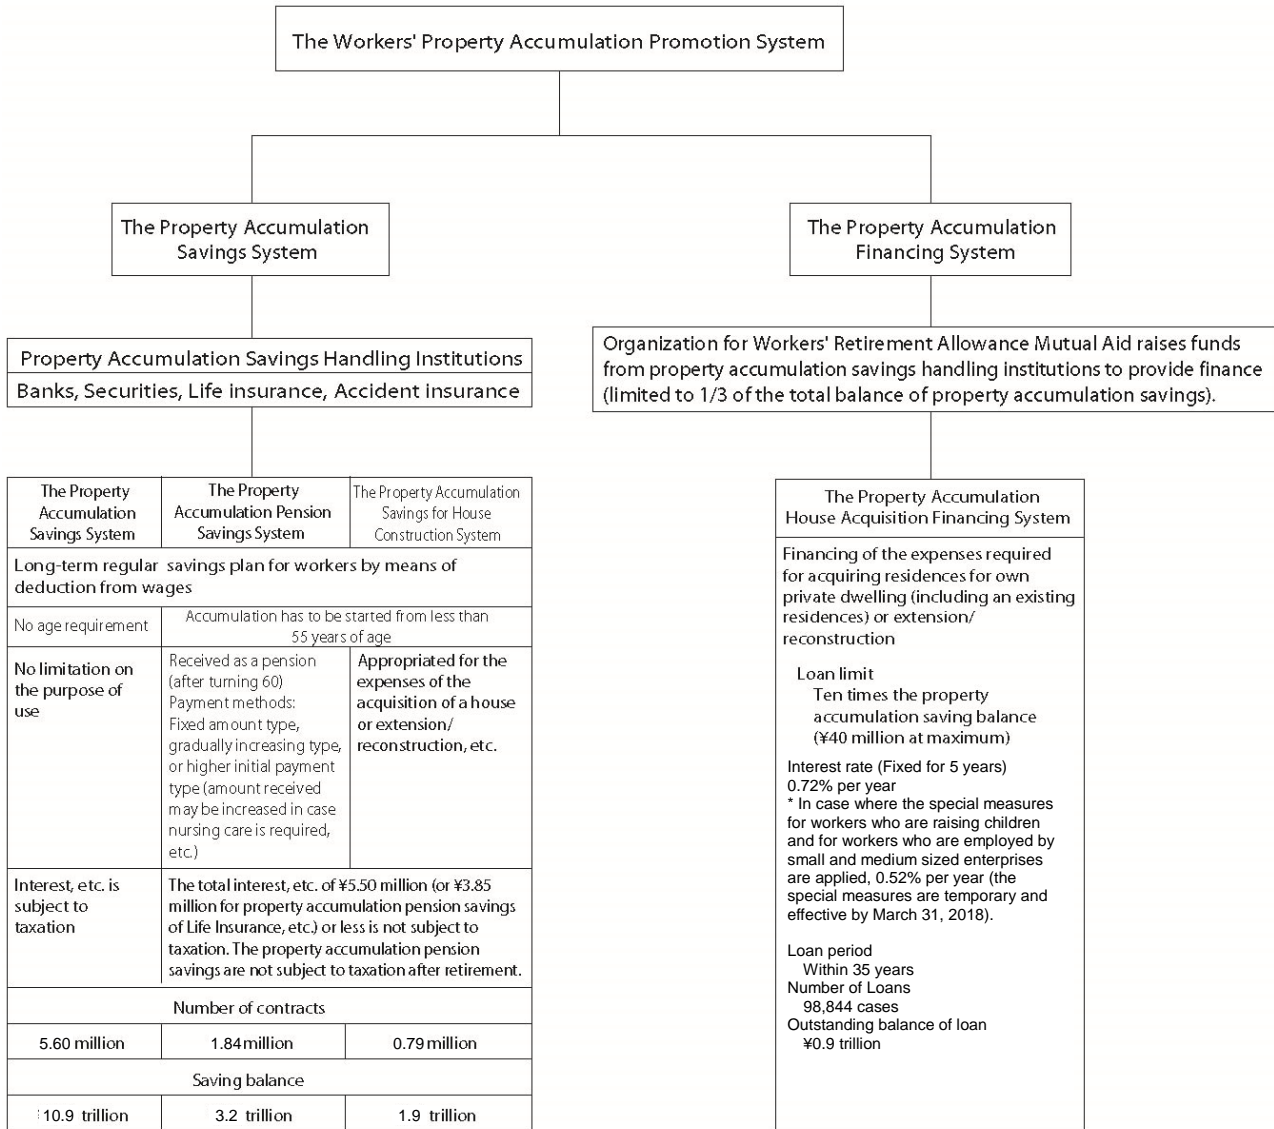 The Workers' Property Accumulation Promotion System
The Property Accumulation
Savings System
The Property Accumulation
Financing System
Property Accumulation Savings Handling Institutions
Banks, Securities, Life insurance, Accident insurance
Organization for Workers' Retirement Allowance Mutual Aid raises funds
from property accumulation savings handling institutions to provide finance
(limited to 1/3 of the total balance of property accumulation savings).
The Property
Accumulation
Savings System
The Property
Accumulation Pension
Savings System
The Property Accumulation
Savings for House
Construction System
Long-term regular savings plan for workers by means of
deduction from wages
No age requirement
Accumulation has to be started from less than
55 years of age
No limitation on
the purpose of
use
Received as a pension
(after turning 60)
Payment methods:
Fixed amount type,
gradually increasing type,
or higher initial payment
type (amount received
may be increased in case
nursing care is required,
etc.)
Appropriated for the
expenses of the
acquisition of a house
or extension/
reconstruction, etc.
Interest, etc. is
subject to
taxation
The total interest, etc. of ¥5.50 million (or ¥3.85
million for property accumulation pension savings
of Life Insurance, etc.) or less is not subject to
taxation. The property accumulation pension
savings are not subject to taxation after retirement.
Number of contracts
5.60 million
1.84 million
0.79 million
Saving balance
10.9 trillion
3.2 trillion
1.9 trillion
The Property Accumulation
House Acquisition Financing System
Financing of the expenses required
for acquiring residences for own
private dwelling (including an existing
residences) or extension/
reconstruction
Loan limit
Ten times the property
accumulation saving balance
(¥40 million at maximum)
Interest rate (Fixed for 5 years)
0.72% per year
* In case where the special measures
for workers who are raising children
and for workers who are employed by
small and medium sized enterprises
are applied, 0.52% per year (the
special measures are temporary and
effective by March 31, 2018).
Loan period
Within 35 years
Number of Loans
98,844 cases
Outstanding balance of loan
¥0.9 trillion